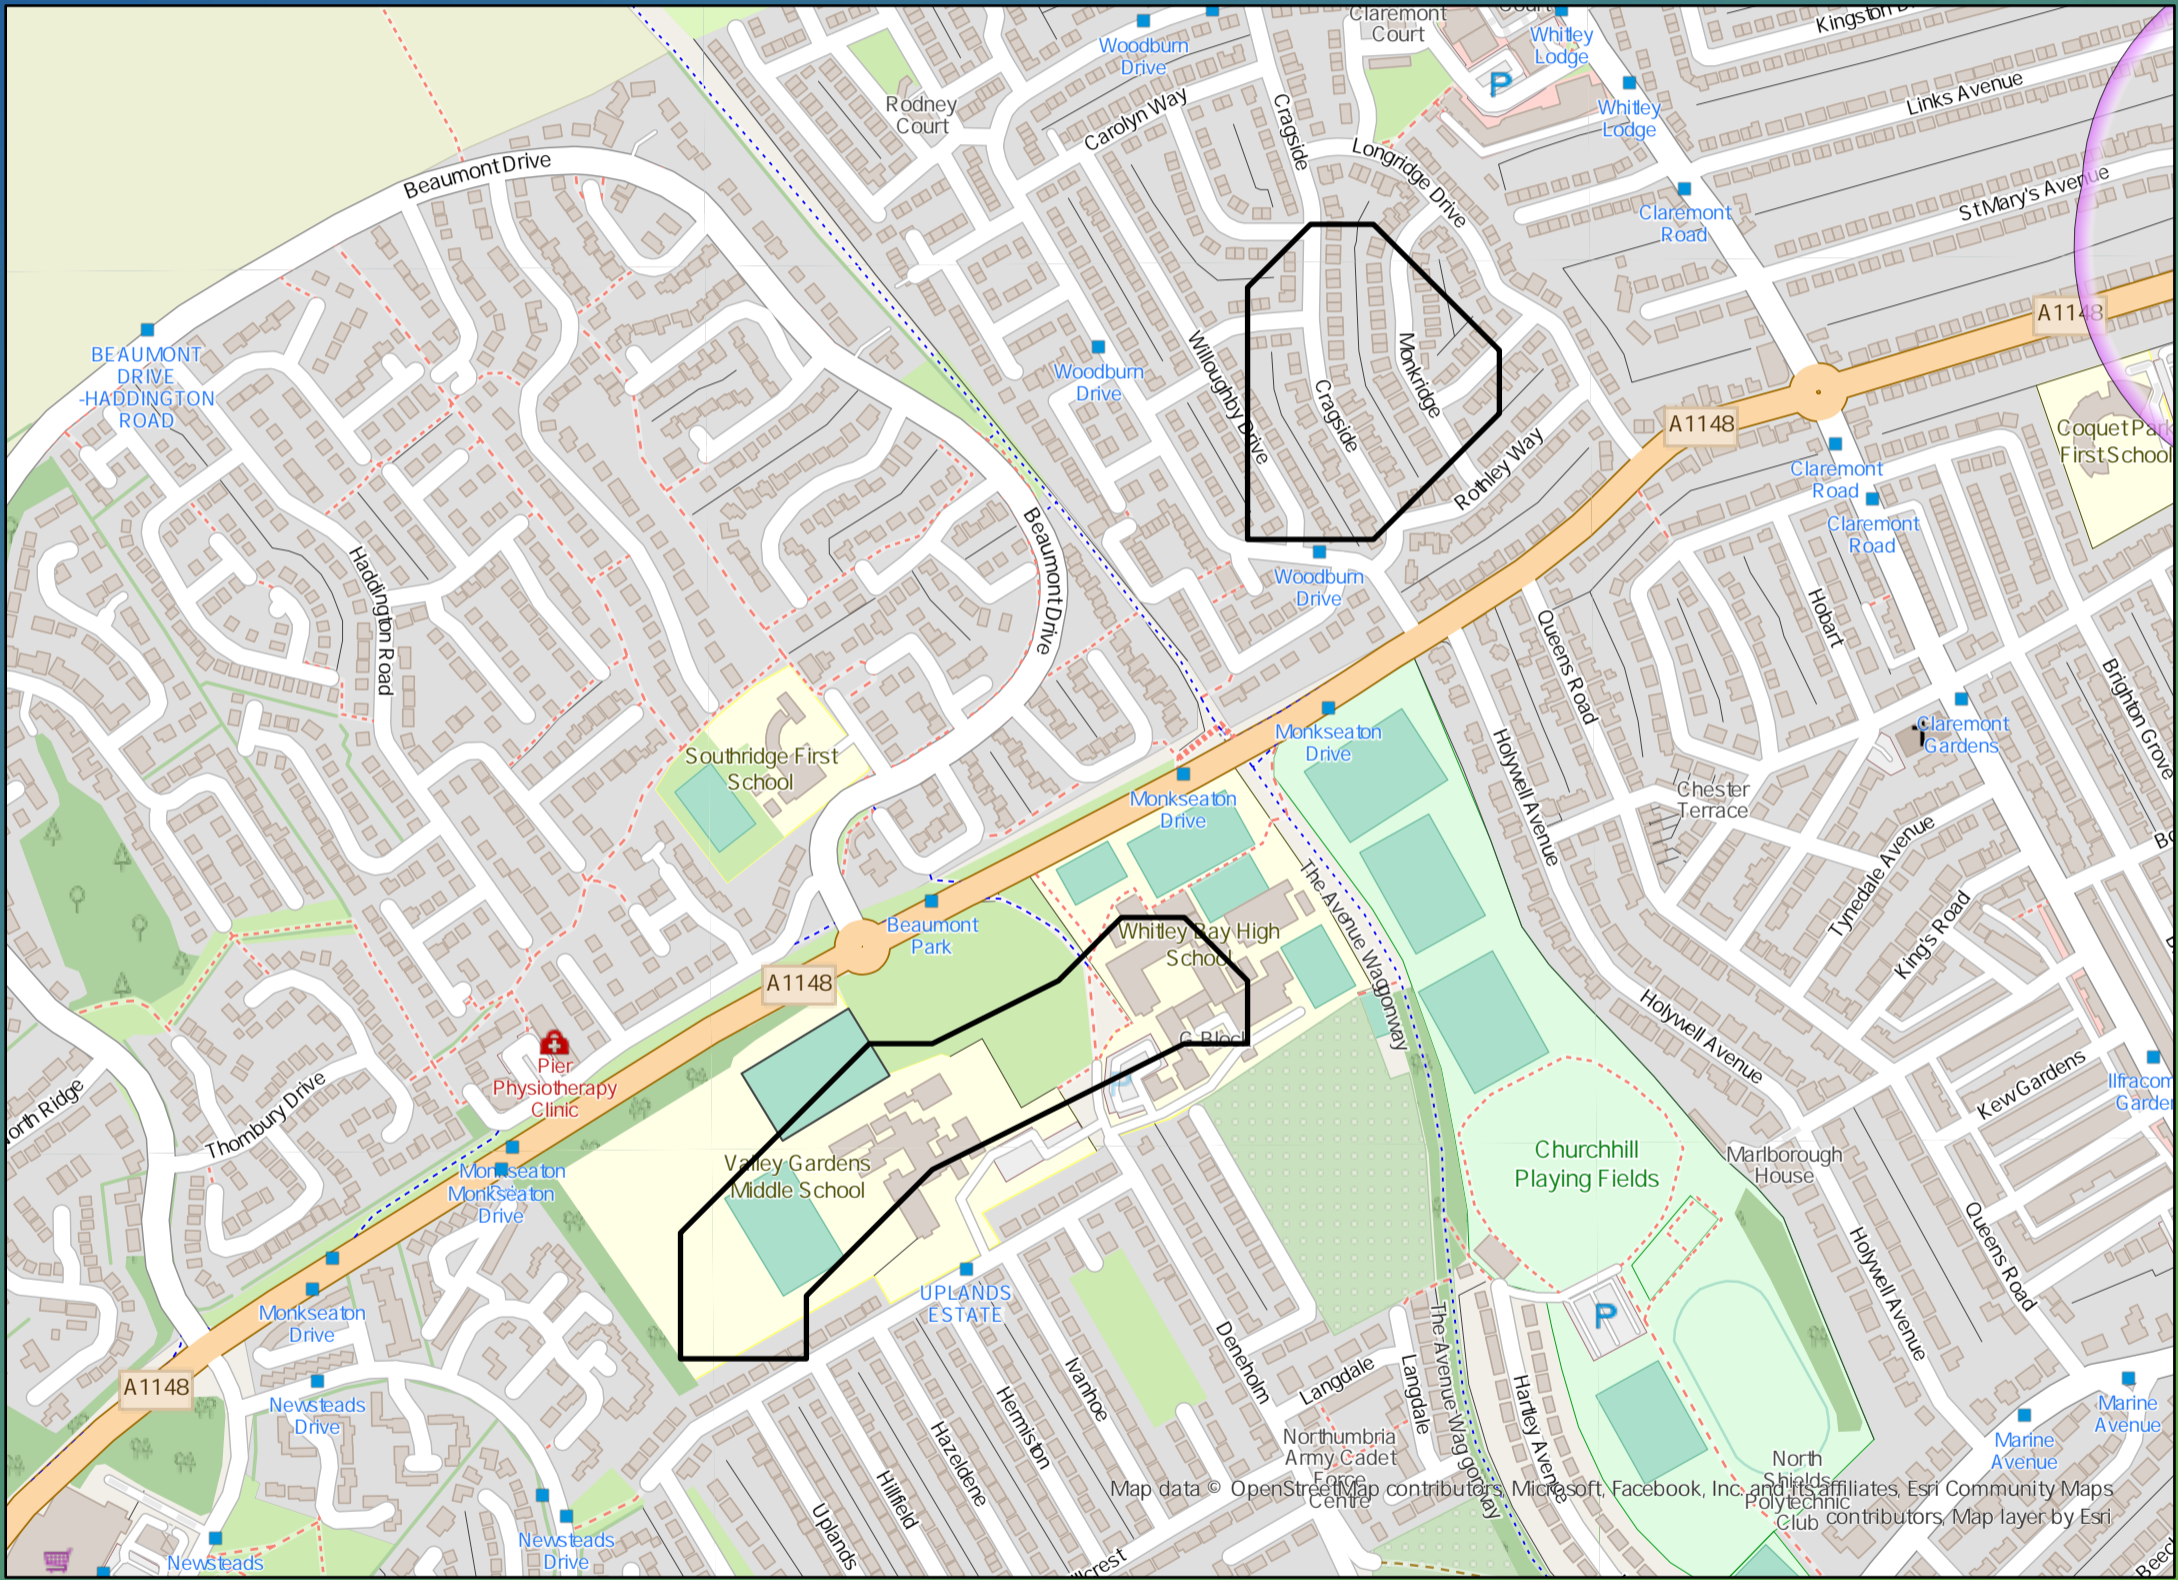 Claremont
Court
Court
Kingston D
Woodburn
Drive
Whitley
Lodge
P
Links Avenue
Rodney
Court
Carolyn Way
Cragside
Whitley
Lodge
Longridge Drive
Beaumont Drive
St Mary's Avenue
Claremont
Road
A1148
BEAUMONT
DRIVE
-HADDINGTON
ROAD
Woodburn
Drive
Willoughby Drive
Monkridge
Cragside
A1148
Coquet Park
First School
Rothley Way
Claremont
Road
Claremont
Road
Beaumont Drive
Haddington Road
Woodburn
Drive
Hobart
Queens Road
Brighton Grove
Southridge First
School
Monkseaton
Drive
Claremont
Gardens
Holywell Avenue
Monkseaton
Drive
Chester
Terrace
Tynedale Avenue
The Avenue Waggonway
King's Road
Beaumont
Park
Whitley Bay High
School
A1148
Holywell Avenue
G Block
Pier
Physiotherapy
Clinic
P
Kew Gardens
Ilfracom
Garde
North Ridge
Thornbury Drive
Valley Gardens
Middle School
Churchhill
Playing Fields
Marlborough
House
Monkseaton
Monkseaton
Drive
Holywell Avenue
Queens Road
UPLANDS
ESTATE
Monkseaton
Drive
P
The Avenue Waggonway
Deneholm
Langdale
Langdale
Ivanhoe
Hermiston
Hartley Avenue
A1148
Newsteads
Drive
Hazeldene
Hillfield
Uplands
Marine
Avenue
Marine
Avenue
Northumbria
Army Cadet
Force
Centre
North
Shields
Polytechnic
Club
Map data © OpenStreetMap contributors, Microsoft, Facebook, Inc. and its affiliates, Esri Community Maps
contributors, Map layer by Esri
Newsteads
Newsteads
Drive
llcrest
Beec